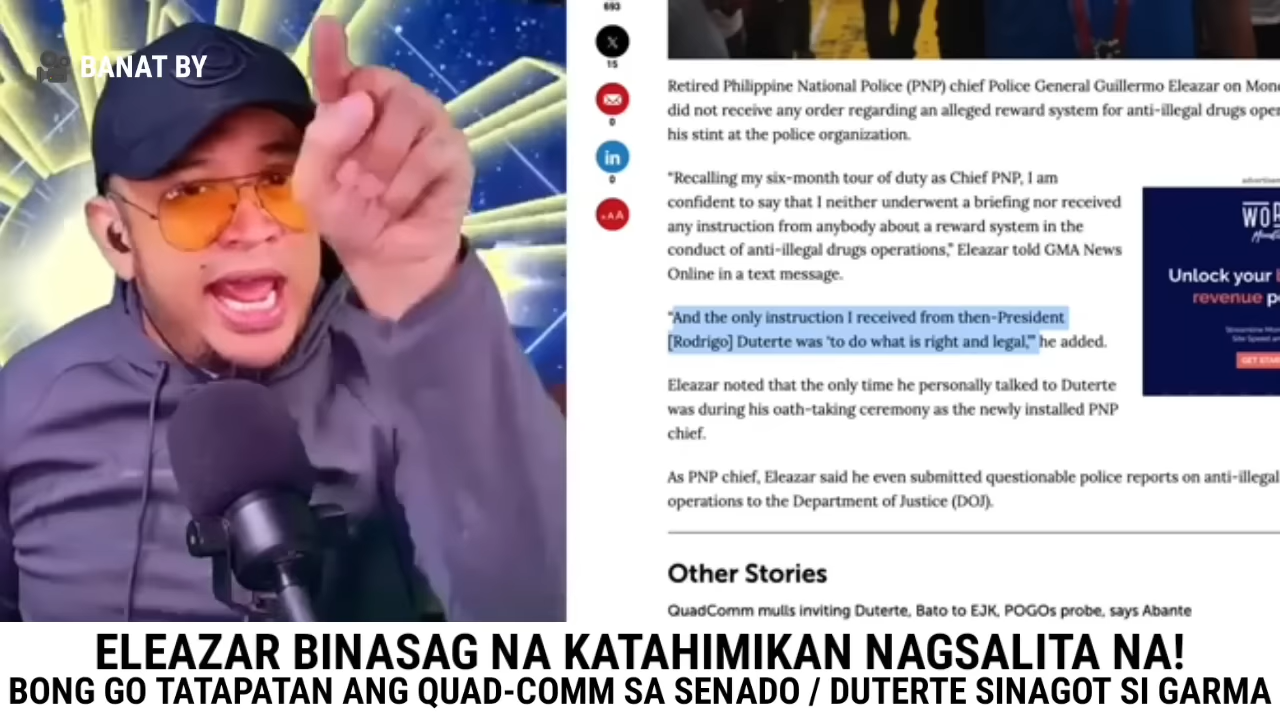 BANAT BY
693
15
0
in
0
AAA
Retired Philippine National Police (PNP) chief Police General Guillermo Eleazar on Mon
did not receive any order regarding an alleged reward system for anti-illegal drugs oper
his stint at the police organization.
"Recalling my six-month tour of duty as Chief PNP, I am
confident to say that I neither underwent a briefing nor received
any instruction from anybody about a reward system in the
conduct of anti-illegal drugs operations," Eleazar told GMA News
Online in a text message.
"And the only instruction I received from then-President
[Rodrigo] Duterte was 'to do what is right and legal,'" he added.
Eleazar noted that the only time he personally talked to Duterte
was during his oath-taking ceremony as the newly installed PNP
chief.
As PNP chief, Eleazar said he even submitted questionable police reports on anti-illegal
operations to the Department of Justice (DOJ).
Other Stories
QuadComm mulls inviting Duterte, Bato to EJK, POGOs probe, says Abante
Unlock your
revenue
ELEAZAR BINASAG NA KATAHIMIKAN NAGSALITA NA!
BONG GO TATAPATAN ANG QUAD-COMM SA SENADO / DUTERTE SINAGOT SI GARMA